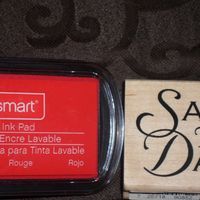 smart
Ink Pad
Encre Lavable
a para Tinta Lavable
Rouge Rojo
SA
DA